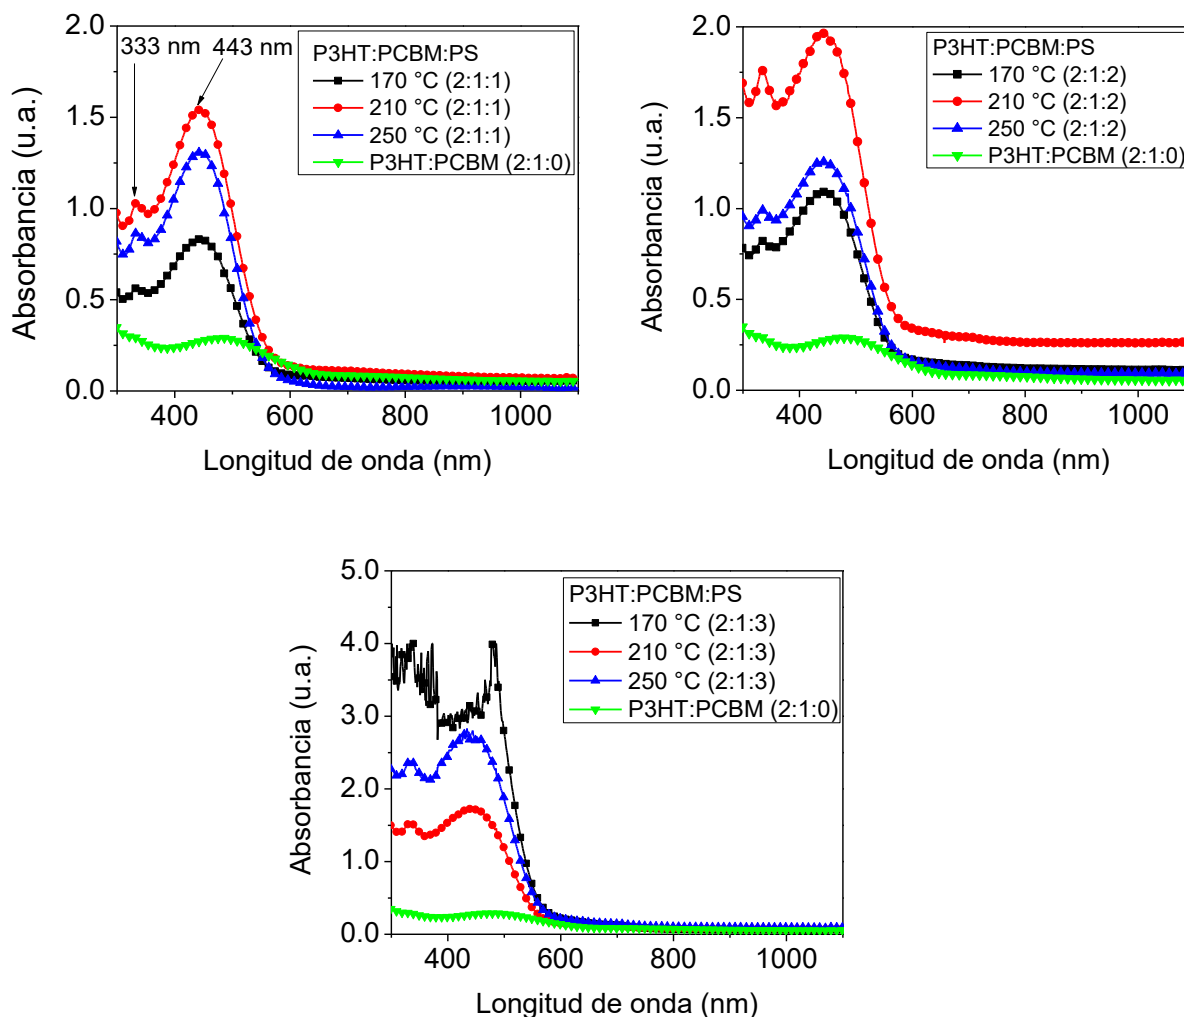 2.0
1.5
1.0
0.5
0.0
Absorbancia (u.a.)
333 nm 443 nm
P3HT:PCBM:PS
170 °C (2:1:1)
210 °C (2:1:1)
250 °C (2:1:1)
P3HT:PCBM (2:1:0)
400 600 800 1000
Longitud de onda (nm)
2.0
1.5
1.0
0.5
0.0
Absorbancia (u.a.)
P3HT:PCBM:PS
170 °C (2:1:2)
210 °C (2:1:2)
250 °C (2:1:2)
P3HT:PCBM (2:1:0)
400 600 800 1000
Longitud de onda (nm)
5.0
4.0
3.0
2.0
1.0
0.0
Absorbancia (u.a.)
P3HT:PCBM:PS
170 °C (2:1:3)
210 °C (2:1:3)
250 °C (2:1:3)
P3HT:PCBM (2:1:0)
400 600 800 1000
Longitud de onda (nm)